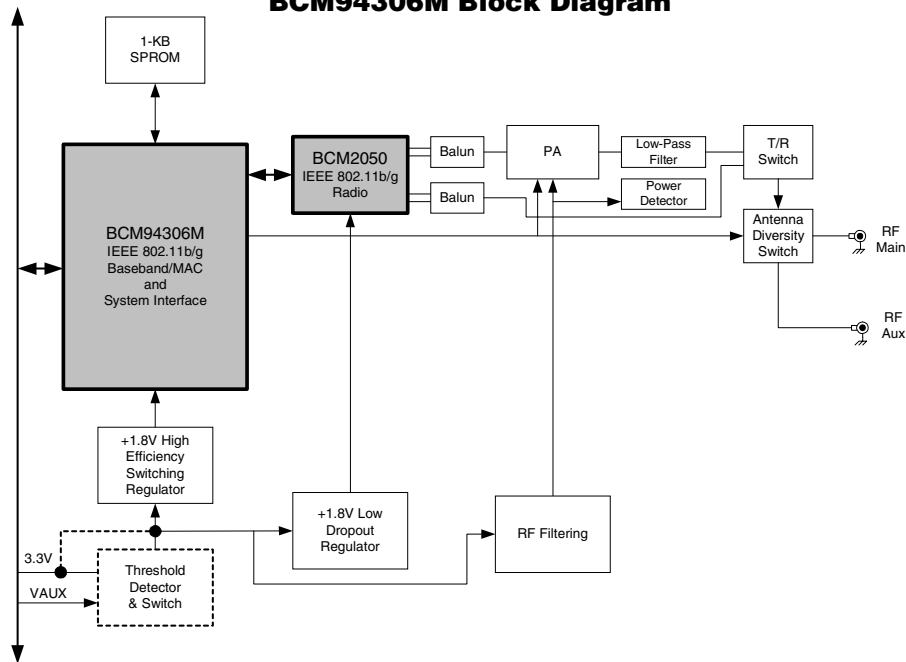 BCM94306M Block Diagram
1-KB
SPROM
BCM94306M
IEEE 802.11b/g
Baseband/MAC
and
System Interface
BCM2050
IEEE 802.11b/g
Radio
Balun
Balun
PA
Low-Pass
Filter
Power
Detector
T/R
Switch
Antenna
Diversity
Switch
RF
Main
RF
Aux
+1.8V High
Efficiency
Switching
Regulator
+1.8V Low
Dropout
Regulator
RF Filtering
3.3V
VAUX
Threshold
Detector
& Switch